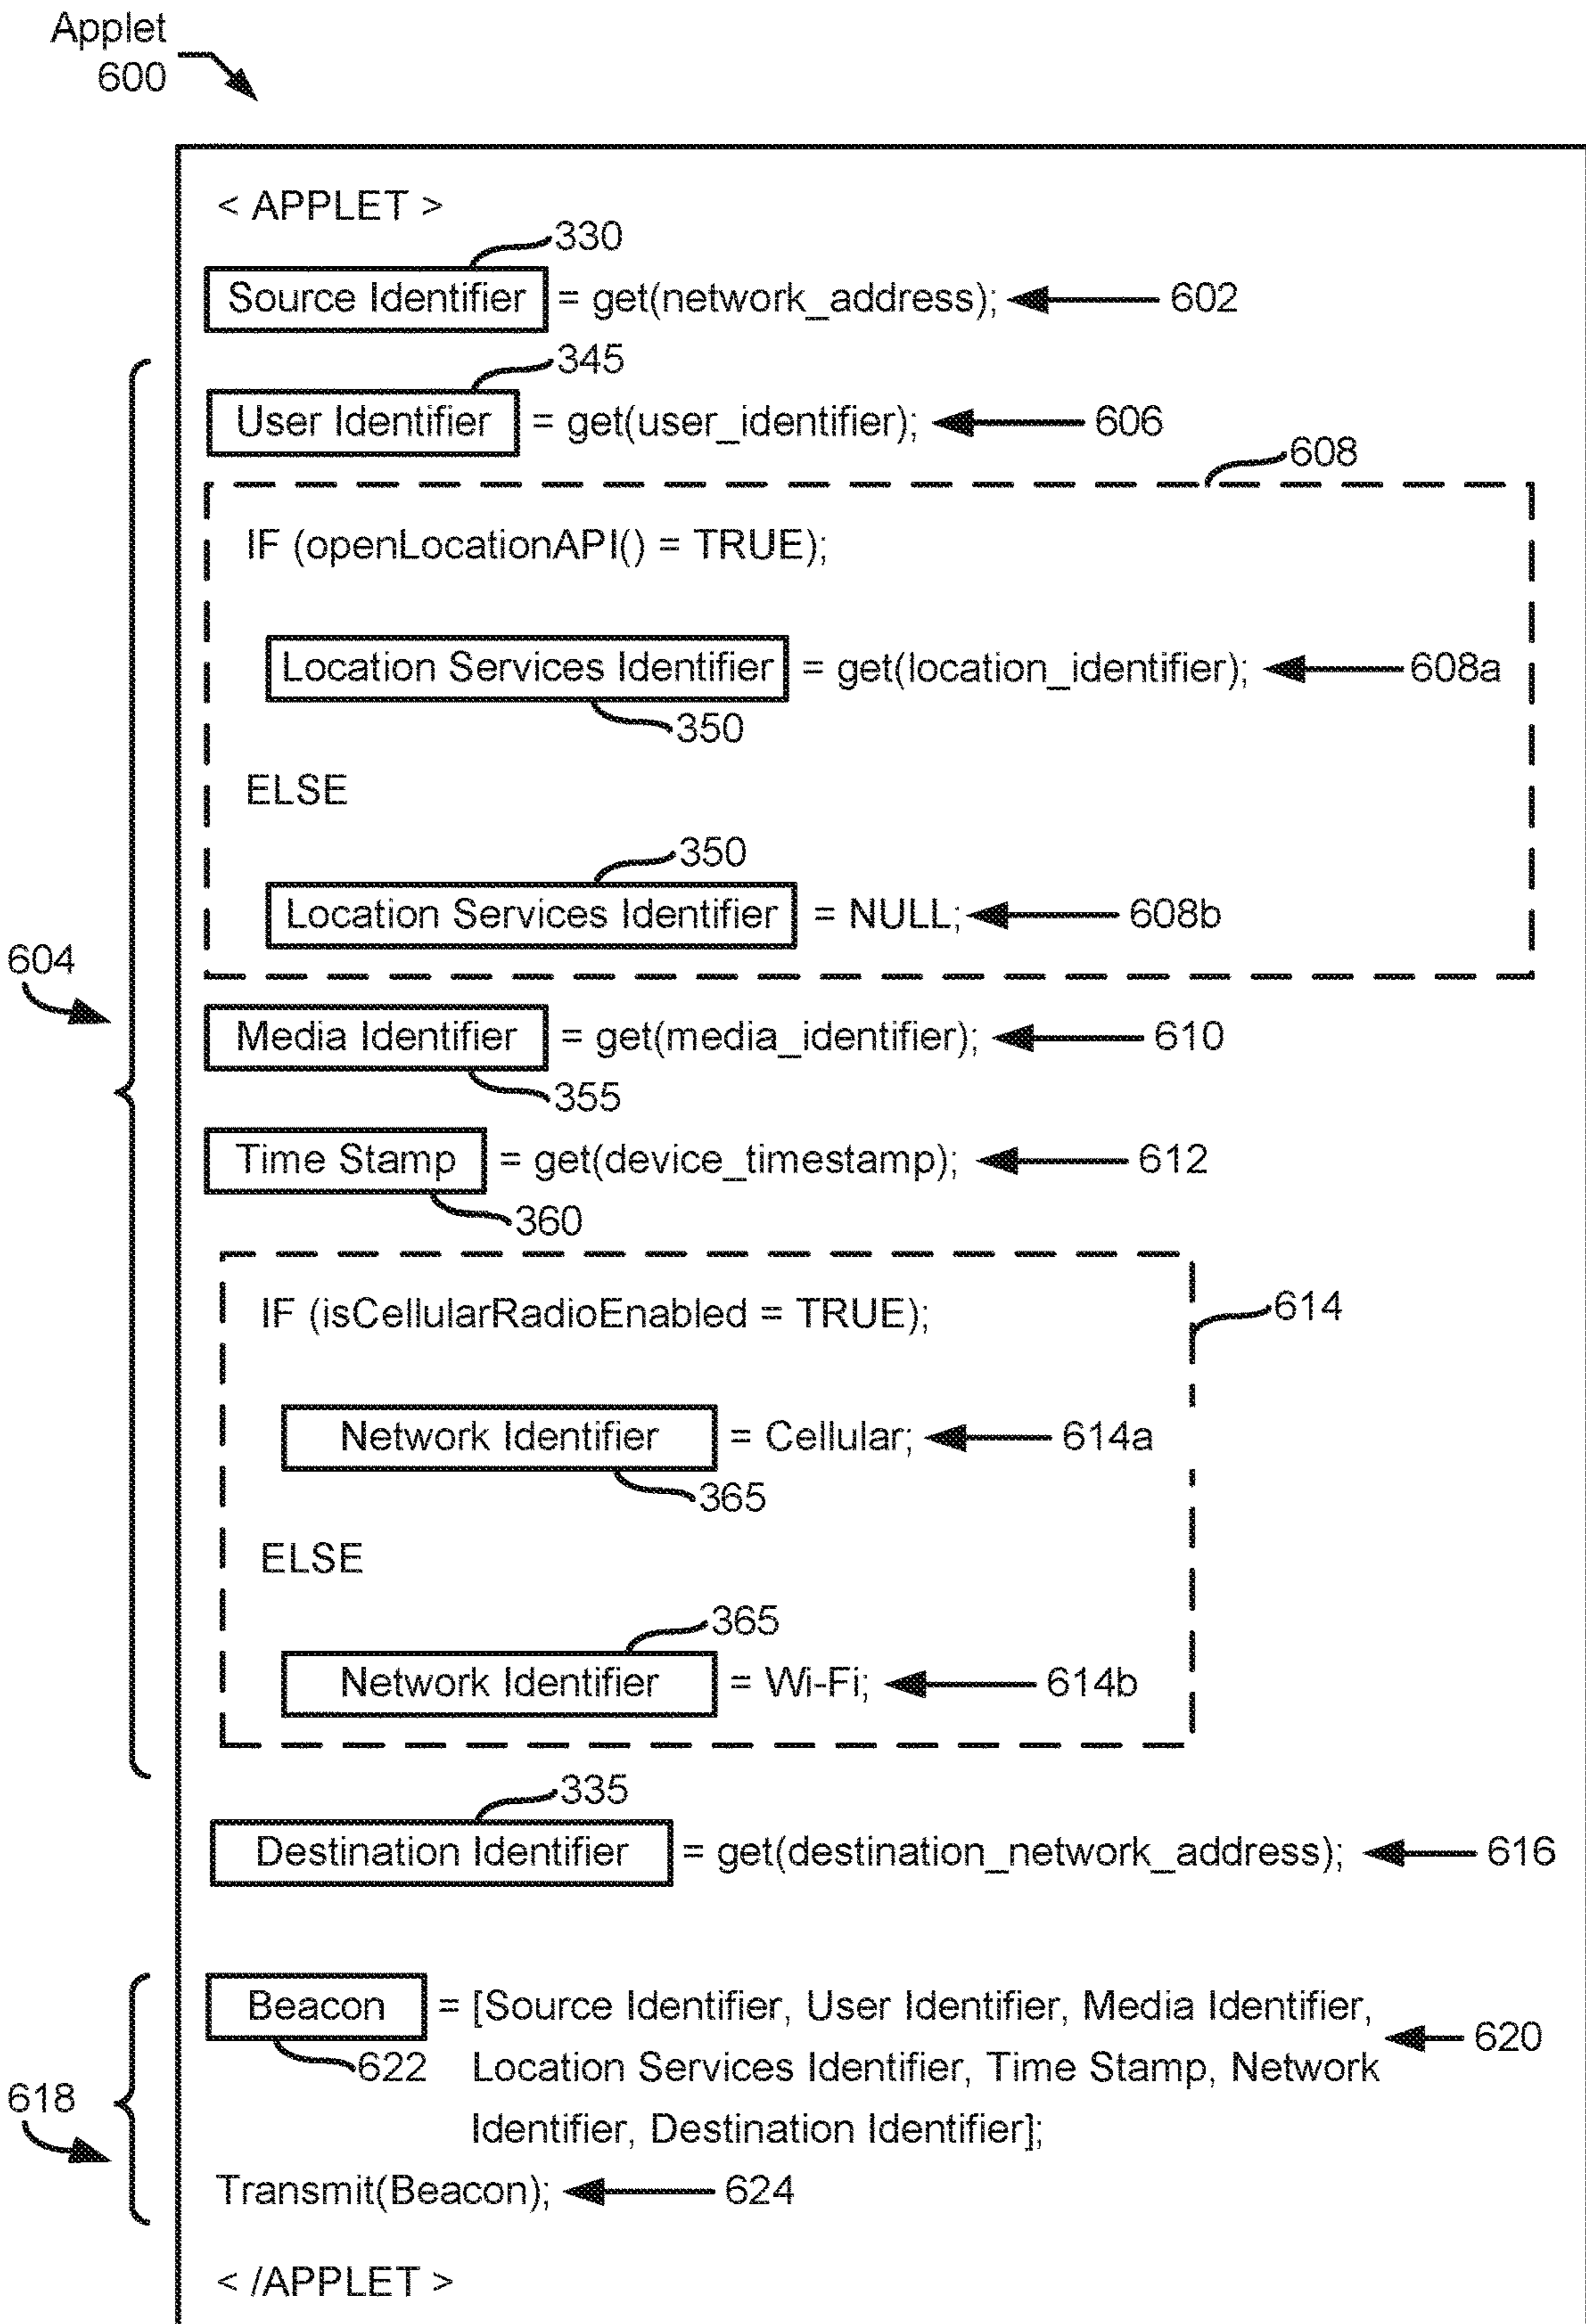 Applet
600
< APPLET >
330
Source Identifier = get(network_address); 602
345
User Identifier = get(user_identifier); 606
608
IF (openLocationAPI() = TRUE);
Location Services Identifier = get(location_identifier); 608a
350
ELSE
350
Location Services Identifier = NULL; 608b
604
Media Identifier = get(media_identifier); 610
355
Time Stamp = get(device_timestamp); 612
360
IF (isCellularRadioEnabled = TRUE);
614
Network Identifier = Cellular; 614a
365
ELSE
365
Network Identifier = Wi-Fi; 614b
335
Destination Identifier = get(destination_network_address); 616
Beacon = [Source Identifier, User Identifier, Media Identifier,
620
622 Location Services Identifier, Time Stamp, Network
618
Identifier, Destination Identifier];
Transmit(Beacon); 624
< /APPLET >